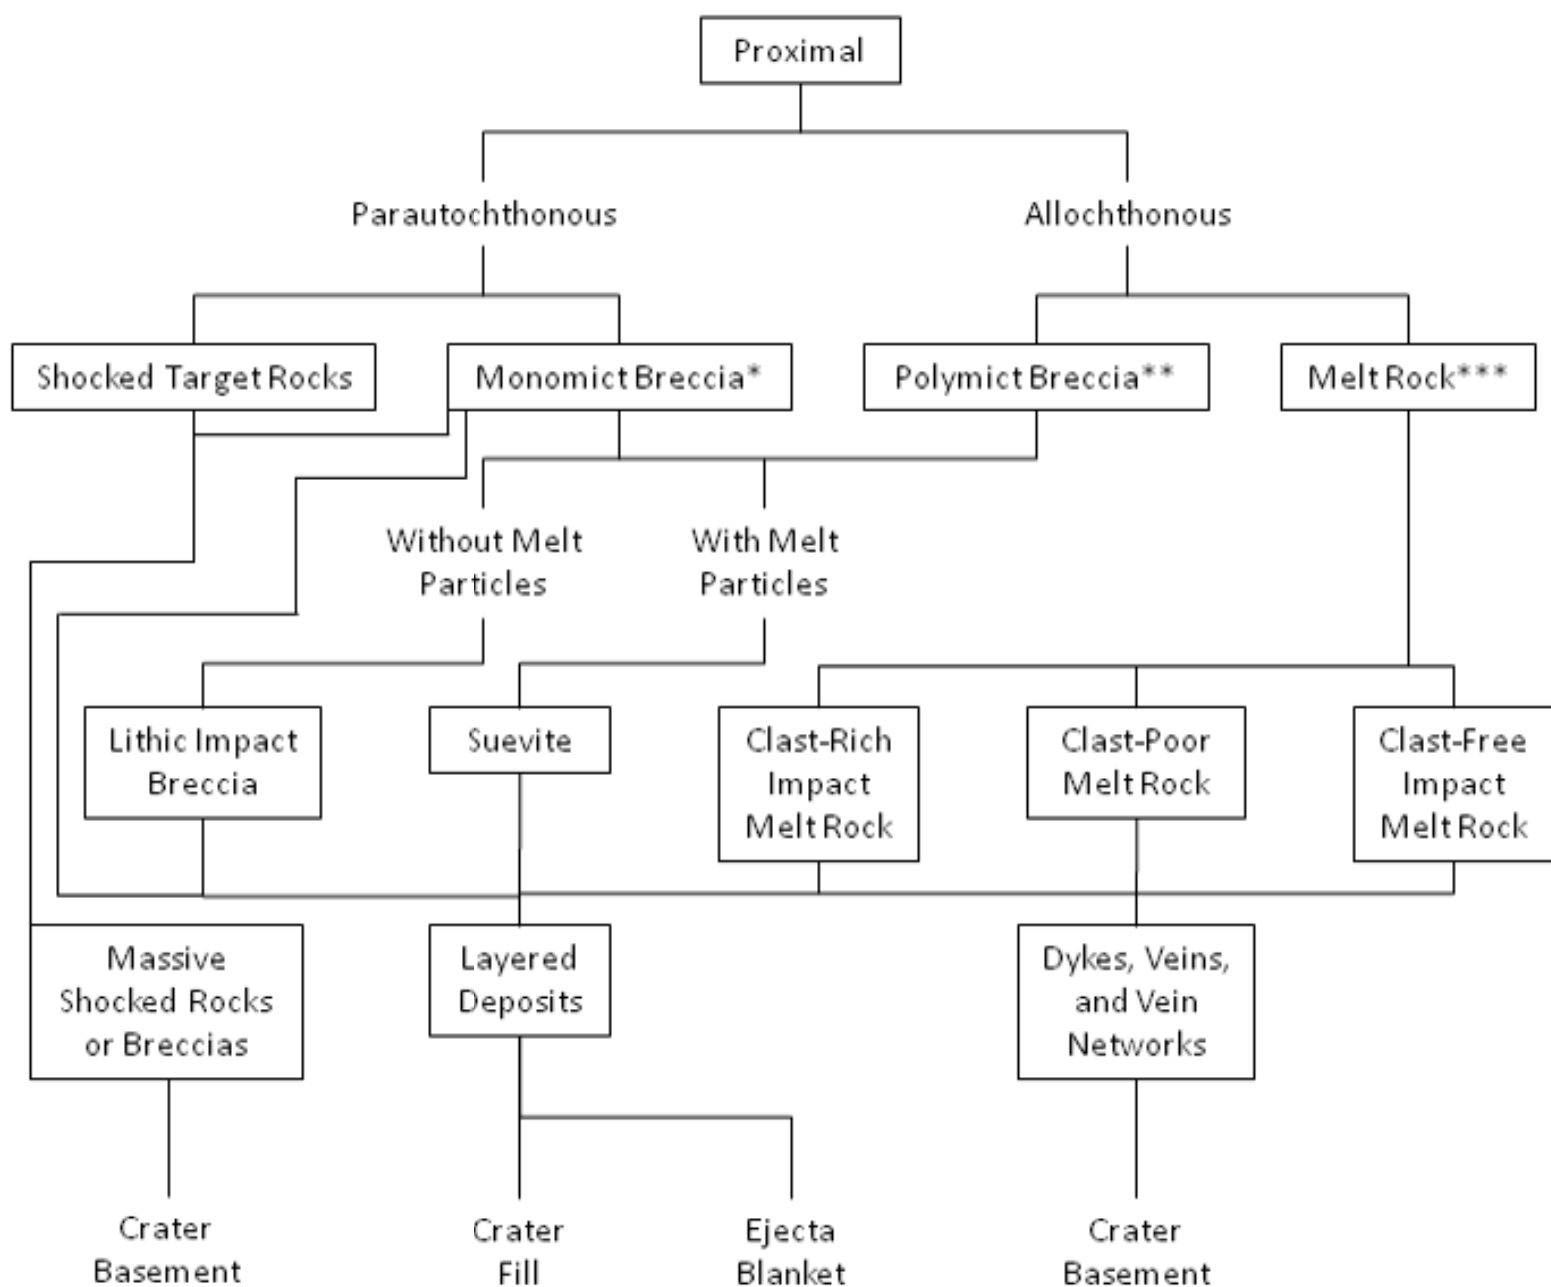 Proximal
Parautochthonous
Allochthonous
Shocked Target Rocks
Monomict Breccia*
Polymict Breccia**
Melt Rock***
Without Melt
Particles
With Melt
Particles
Lithic Impact
Breccia
Suevite
Clast-Rich
Impact
Melt Rock
Clast-Poor
Melt Rock
Clast-Free
Impact
Melt Rock
Massive
Shocked Rocks
or Breccias
Layered
Deposits
Dykes, Veins,
and Vein
Networks
Crater
Basement
Crater
Fill
Ejecta
Blanket
Crater
Basement